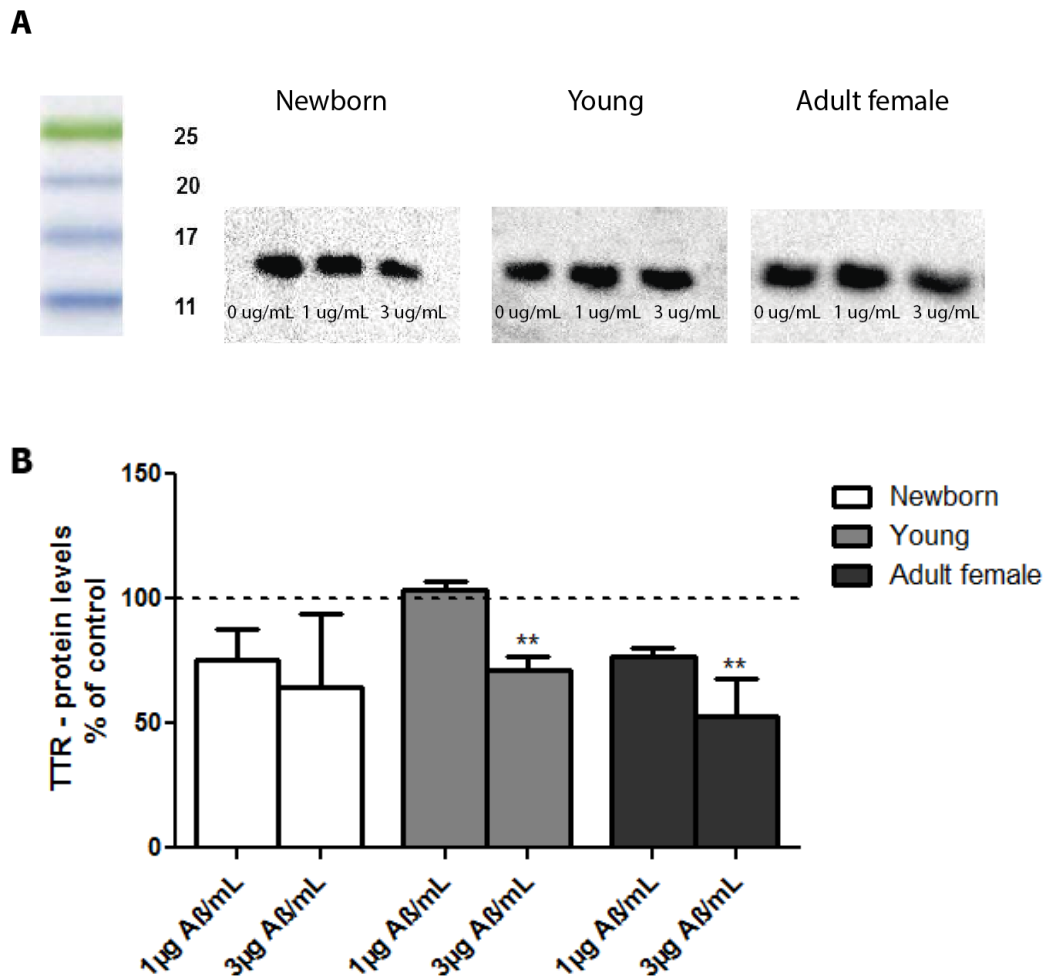 A
Newborn
Young
Adult female
25
20
17
11
0 ug/mL 1 ug/mL 3 ug/mL
0 ug/mL 1 ug/mL 3 ug/mL
0 ug/mL 1 ug/mL 3 ug/mL
B
TTR - protein levels
% of control
150
100
50
0
**
**
Newborn
Young
Adult female
1µg Aß/mL
3µg Aß/mL
1µg Aß/mL
3µg Aß/mL
1µg Aß/mL
3µg Aß/mL